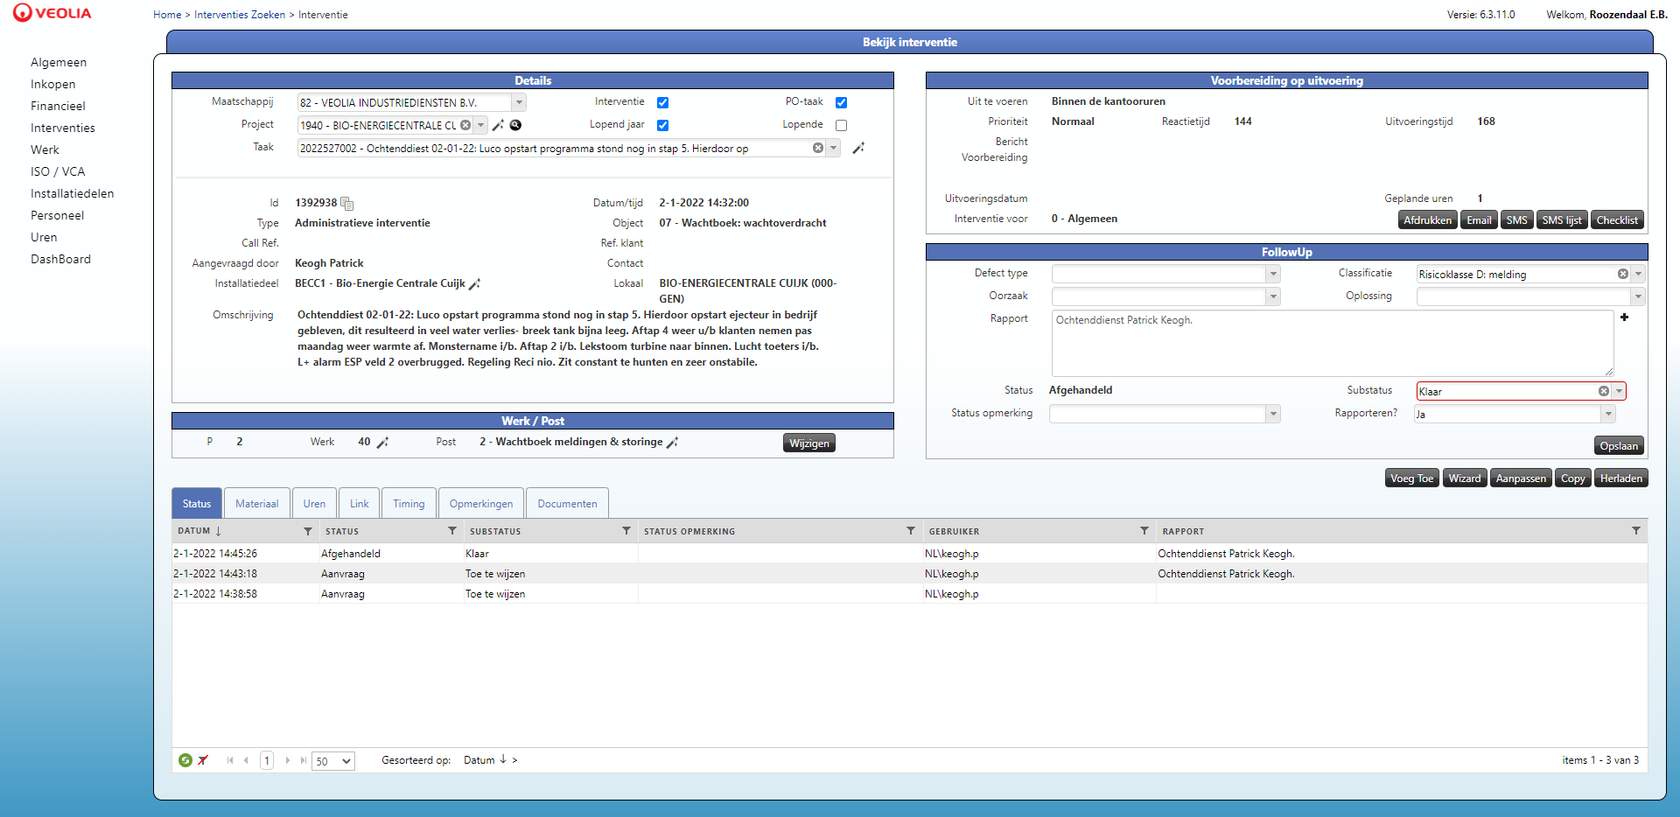 VEOLIA
Home > Interventies Zoeken > Interventie
Versie: 6.3.11.0 Welkom, Roozendaal E.B.
Algemeen
Inkopen
Financieel
Interventies
Werk
ISO / VCA
Installatiedelen
Personeel
Uren
DashBoard
Bekijk interventie
Details
Maatschappij 82 - VEOLIA INDUSTRIEDIENSTEN B.V. Interventie PO-taak
Project 1940 - BIO-ENERGIECENTRALE CU Lopend jaar Lopende
Taak 2022527002 - Ochtenddiest 02-01-22: Luco opstart programma stond nog in stap 5. Hierdoor op
Id 1392938 Datum/tijd 2-1-2022 14:32:00
Type Administratieve interventie Object 07 - Wachtboek: wachtoverdracht
Call Ref. Ref. klant
Aangevraagd door Keogh Patrick Contact
Installatiedeel BECC1 - Bio-Energie Centrale Cuijk Lokaal BIO-ENERGIECENTRALE CUIJK (000-
GEN)
Omschrijving Ochtenddiest 02-01-22: Luco opstart programma stond nog in stap 5. Hierdoor opstart ejecteur in bedrijf
gebleven, dit resulteerd in veel water verlies- breek tank bijna leeg. Aftap 4 weer u/b klanten nemen pas
maandag weer warmte af. Monstername i/b. Aftap 2 i/b. Lekstoom turbine naar binnen. Lucht toeters i/b.
L+ alarm ESP veld 2 overbrugged. Regeling Reci nio. Zit constant te hunten en zeer onstabile.
Werk / Post
P 2 Werk 40 Post 2 - Wachtboek meldingen & storinge Wijzigen
Voorbereiding op uitvoering
Uit te voeren Binnen de kantooruren
Prioriteit Normaal Reactietijd 144 Uitvoeringstijd 168
Bericht
Voorbereiding
Uitvoeringsdatum Geplande uren 1
Interventie voor 0 - Algemeen Afdrukken Email SMS SMS lijst Checklist
FollowUp
Defect type Classificatie Risicoklasse D: melding
Oorzaak Oplossing
Rapport Ochtenddienst Patrick Keogh.
Status Afgehandeld Substatus Klaar
Status opmerking Rapporteren? Ja
Opslaan
Voeg Toe Wizard Aanpassen Copy Herladen
Status Materiaal Uren Link Timing Opmerkingen Documenten
DATUM ↓ STATUS SUBSTATUS STATUS OPMERKING GEBRUIKER RAPPORT
2-1-2022 14:45:26 Afgehandeld Klaar NL\keogh.p Ochtenddienst Patrick Keogh.
2-1-2022 14:43:18 Aanvraag Toe te wijzen NL\keogh.p Ochtenddienst Patrick Keogh.
2-1-2022 14:38:58 Aanvraag Toe te wijzen NL\keogh.p
1 50 Gesorteerd op: Datum ↓ > items 1 - 3 van 3